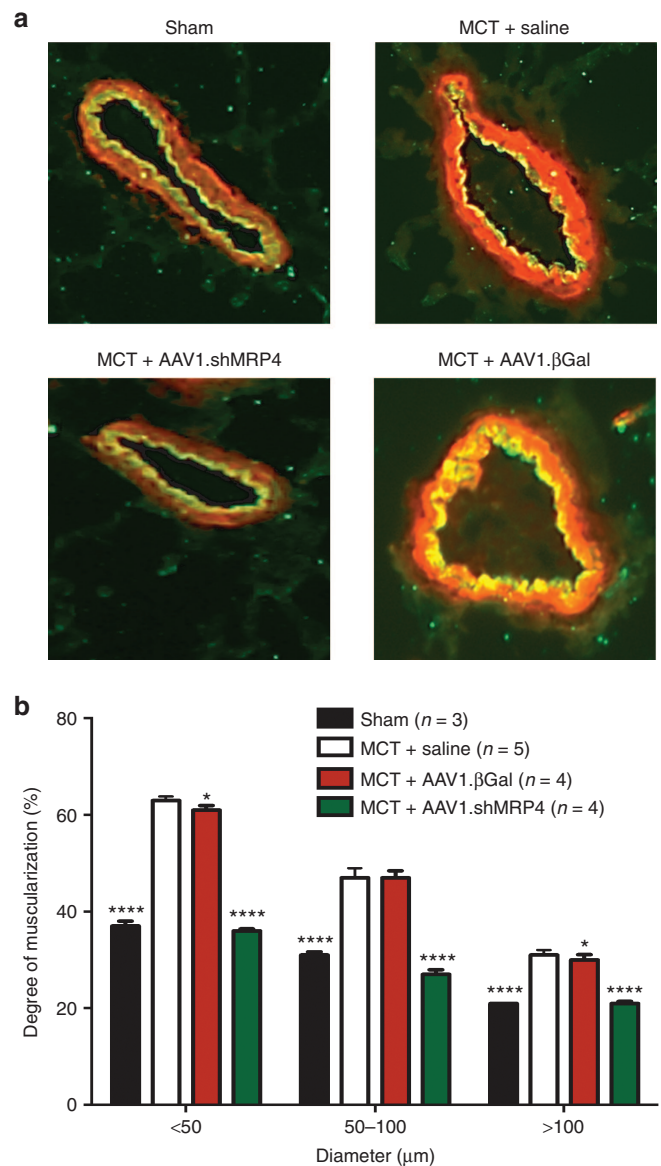 a
Sham
MCT + saline
MCT + AAV1.shMRP4
MCT + AAV1.βGal
b
80
60
40
20
0
Degree of muscularization (%)
Sham (n = 3)
MCT + saline (n = 5)
MCT + AAV1.βGal (n = 4)
MCT + AAV1.shMRP4 (n = 4)
**** * ****
**** ****
**** * ****
<50 50–100 >100
Diameter (μm)